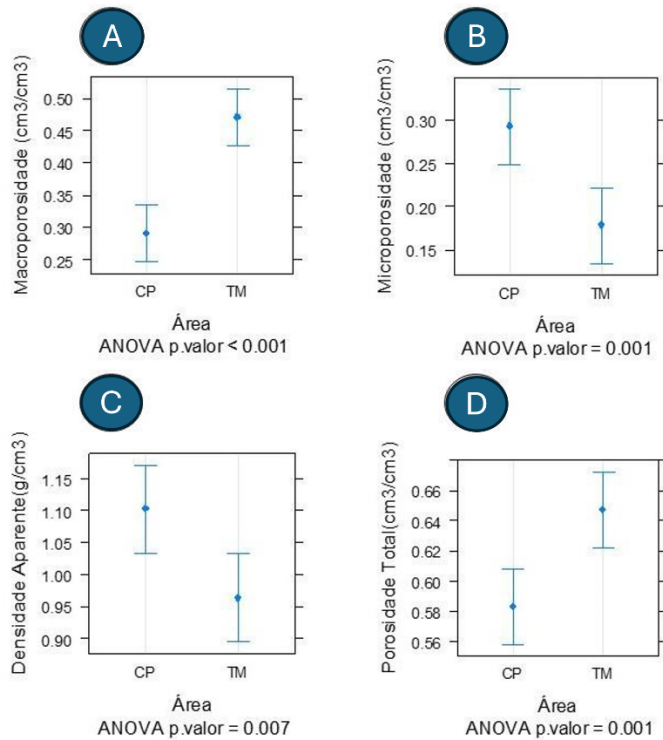 A
Macroporosidade (cm3/cm3)
0.50
0.45
0.40
0.35
0.30
0.25
CP
TM
Área
ANOVA p.valor < 0.001
B
Microporosidade (cm3/cm3)
0.30
0.25
0.20
0.15
CP
TM
Área
ANOVA p.valor = 0.001
C
Densidade Aparente(g/cm3)
1.15
1.10
1.05
1.00
0.95
0.90
CP
TM
Área
ANOVA p.valor = 0.007
D
Porosidade Total(cm3/cm3)
0.66
0.64
0.62
0.60
0.58
0.56
CP
TM
Área
ANOVA p.valor = 0.001